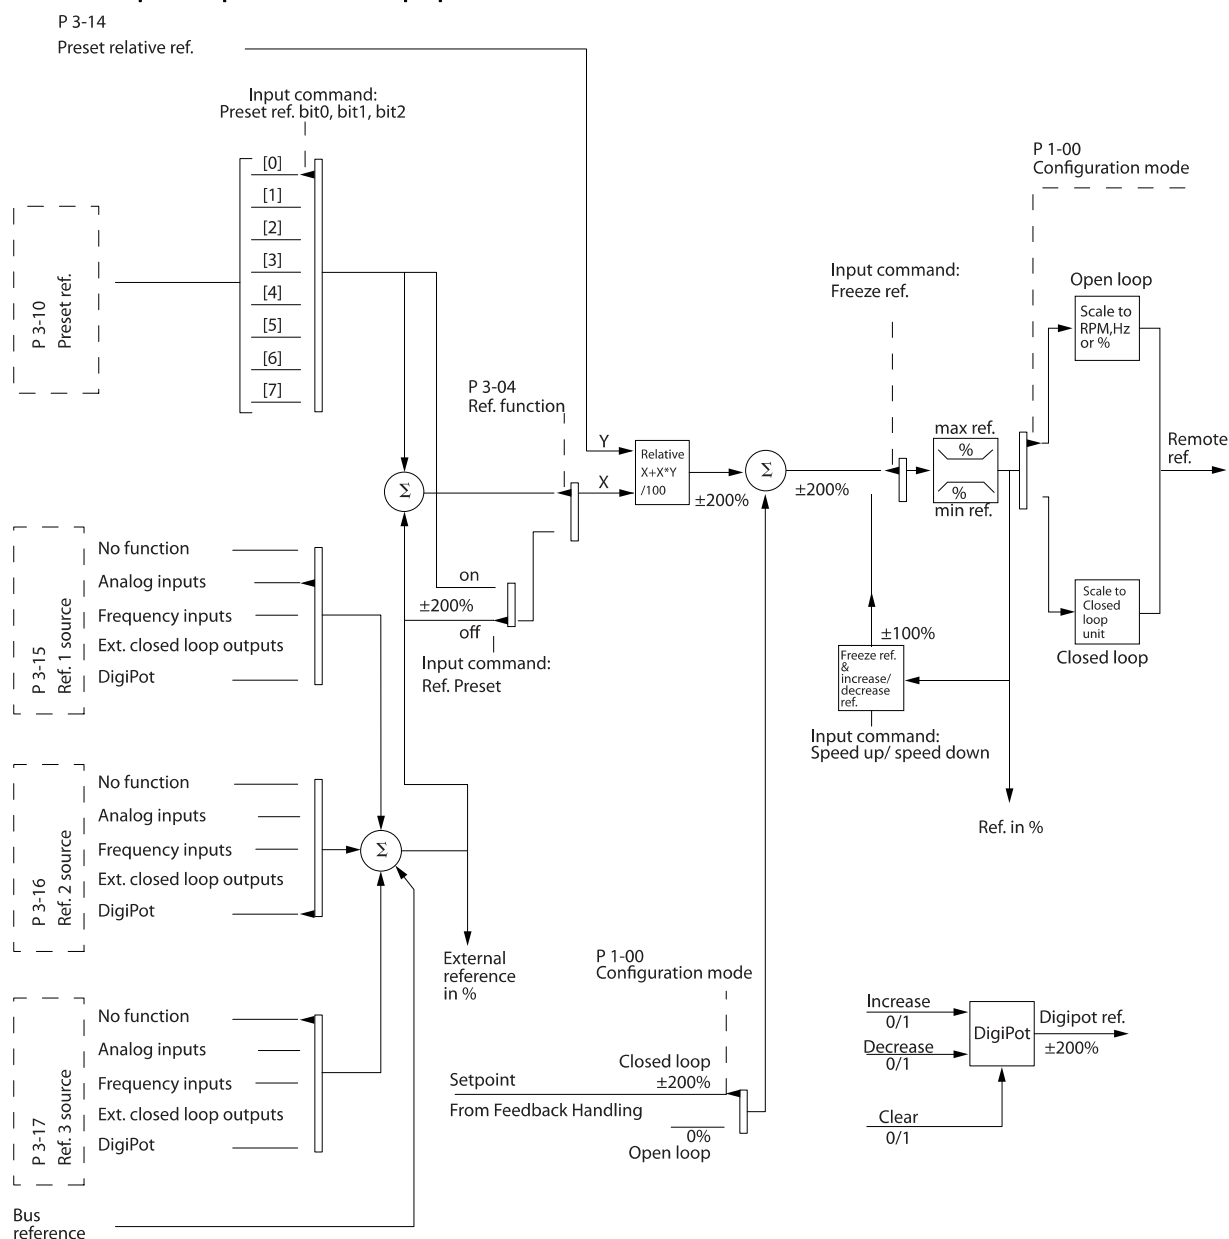 P 3-14
Preset relative ref.
Input command:
Preset ref. bit0, bit1, bit2
[0]
[1]
[2]
[3]
[4]
[5]
[6]
[7]
P 3-10
Preset ref.
P 1-00
Configuration mode
Input command:
Freeze ref.
Open loop
Scale to
RPM,Hz
or %
P 3-04
Ref. function
Y
X
Relative
X+X*Y
/100
±200%
Σ
Σ
±200%
max ref.
%
%
min ref.
Remote
ref.
P 3-15
Ref. 1 source
No function
Analog inputs
Frequency inputs
Ext. closed loop outputs
DigiPot
on
±200%
off
Input command:
Ref. Preset
Scale to
Closed
loop
unit
Closed loop
±100%
Freeze ref.
&
increase/
decrease
ref.
Input command:
Speed up/ speed down
Ref. in %
P 3-16
Ref. 2 source
No function
Analog inputs
Frequency inputs
Ext. closed loop outputs
DigiPot
Σ
External
reference
in %
P 1-00
Configuration mode
P 3-17
Ref. 3 source
No function
Analog inputs
Frequency inputs
Ext. closed loop outputs
DigiPot
Closed loop
Setpoint
±200%
From Feedback Handling
0%
Open loop
Increase
0/1
Decrease
0/1
DigiPot
Digipot ref.
±200%
Clear
0/1
Bus
reference